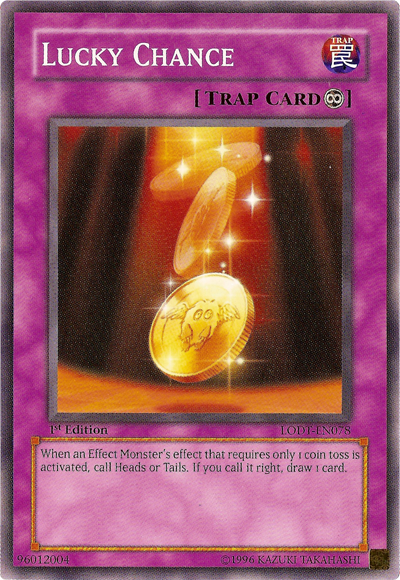 LUCKY CHANCE
TRAP
罠
[TRAP CARD♾]
1st Edition
LODT-EN078
When an Effect Monster's effect that requires only 1 coin toss is
activated, call Heads or Tails. If you call it right, draw 1 card.
96012004
©1996 KAZUKI TAKAHASHI